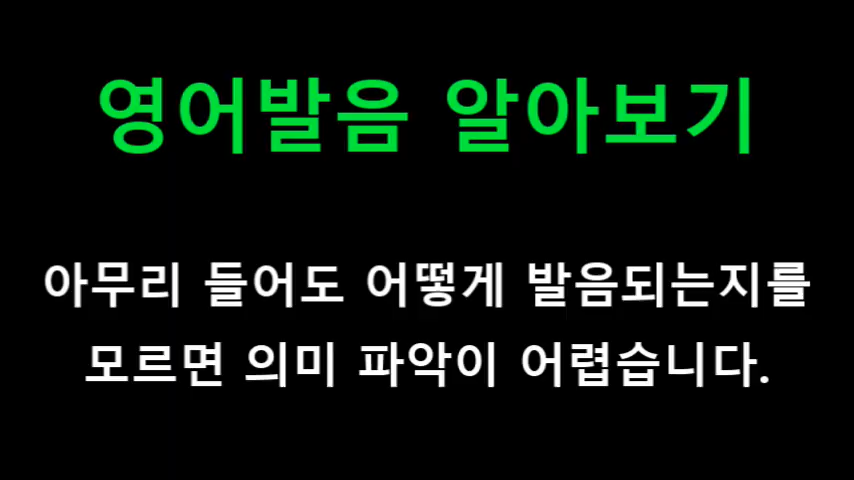 영어발음 알아보기
아무리 들어도 어떻게 발음되는지를
모르면 의미 파악이 어렵습니다.